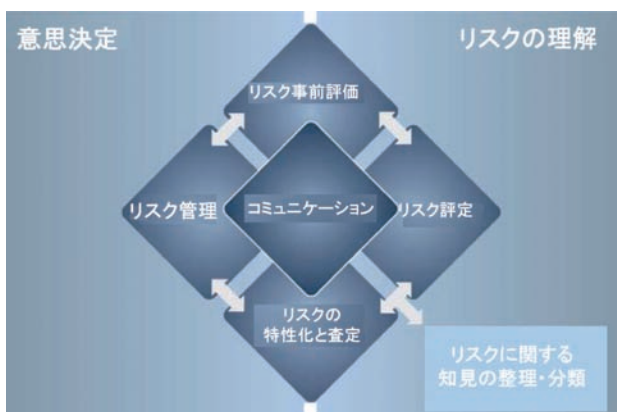 意思決定
リスクの理解
リスク事前評価
リスク管理
コミュニケーション
リスク評定
リスクの
特性化と査定
リスクに関する
知見の整理・分類